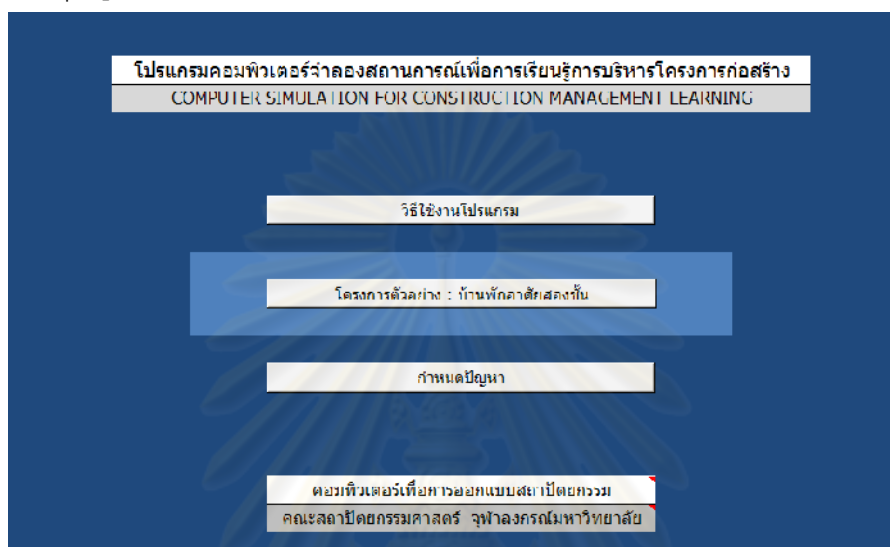 โปรแกรมคอมพิวเตอร์จำลองสถานการณ์เพื่อการเรียนรู้การบริหารโครงการก่อสร้าง
COMPUTER SIMULATION FOR CONSTRUCTION MANAGEMENT LEARNING
วิธีใช้งานโปรแกรม
โครงการตัวอย่าง : บ้านพักอาศัยสองชั้น
กำหนดปัญหา
คอมพิวเตอร์เพื่อการออกแบบสถาปัตยกรรม
คณะสถาปัตยกรรมศาสตร์ จุฬาลงกรณ์มหาวิทยาลัย